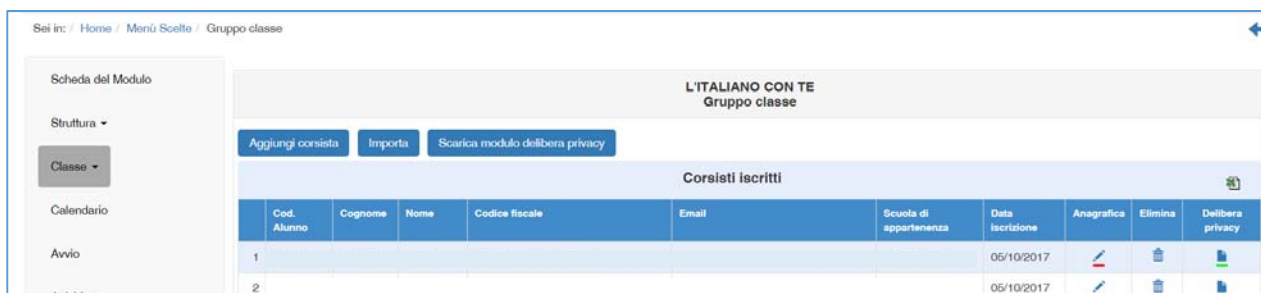 Sei in: / Home / Menù Scelte / Gruppo classe
Scheda del Modulo
Struttura
Classe
Calendario
Avvio
L'ITALIANO CON TE
Gruppo classe
Aggiungi corsista Importa Scarica modulo delibera privacy
Corsisti iscritti
Cod. Alunno Cognome Nome Codice fiscale Email Scuola di appartenenza Data iscrizione Anagrafica Elimina Delibera privacy
1 05/10/2017
2 05/10/2017